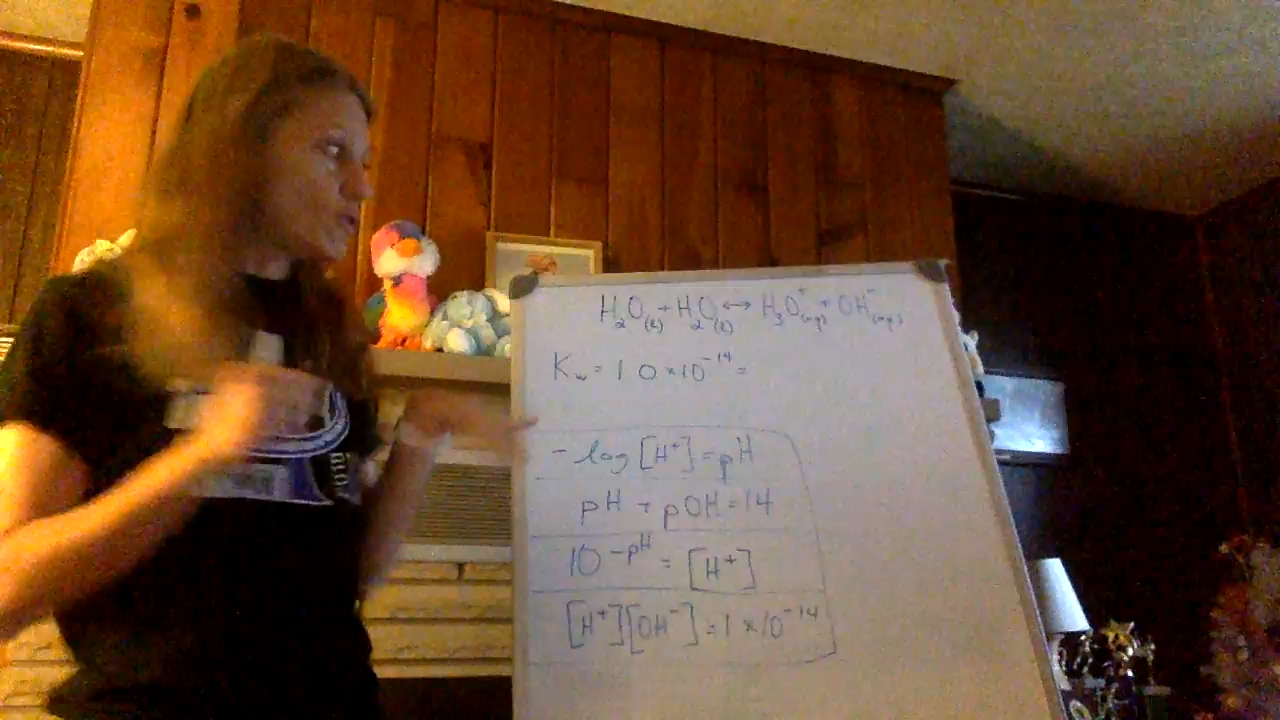 H₂O(l) + H₂O(l) ↔ H₃O⁺(aq) + OH⁻(aq)
Kw = 1.0 × 10⁻¹⁴ =
-log [H⁺] = pH
pH + pOH = 14
10^-pH = [H⁺]
[H⁺][OH⁻] = 1 × 10⁻¹⁴